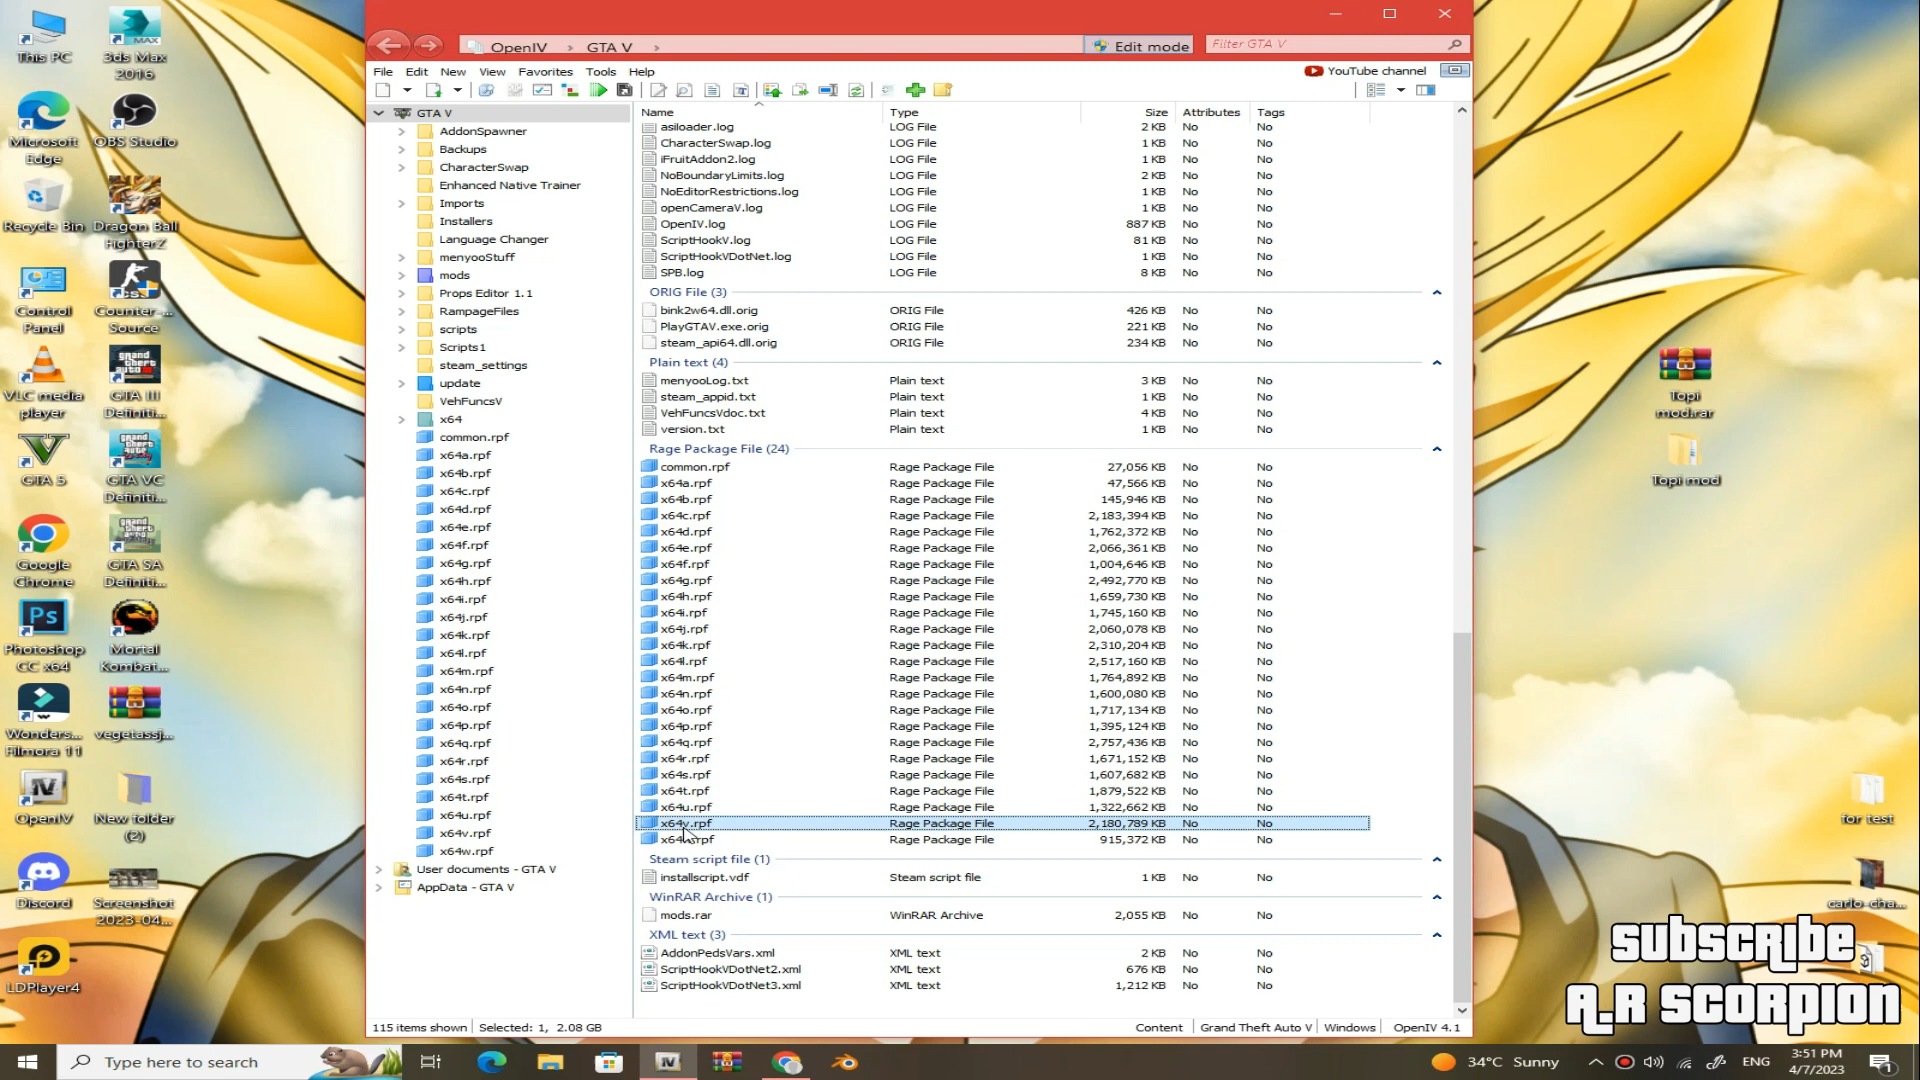 This PC
3ds Max
2016
Microsoft
Edge
OBS Studio
Recycle Bin
Dragon Ball
FighterZ
Control
Panel
Counter-...
Source
VLC media
player
GTA III
Definiti...
GTA 5
GTA VC
Definiti...
Google
Chrome
GTA SA
Definiti...
Photoshop
CC x64
Mortal
Kombat...
Wonders...
Filmora 11
vegetassj...
OpenIV
New folder
(2)
Discord
Screenshot
2023-04...
LDPlayer4
OpenIV › GTA V ›
Edit mode
Filter GTA V
File Edit New View Favorites Tools Help
YouTube channel
GTA V
AddonSpawner
Backups
CharacterSwap
Enhanced Native Trainer
Imports
Installers
Language Changer
menyooStuff
mods
Props Editor 1.1
RampageFiles
scripts
Scripts1
steam_settings
update
VehFuncsV
x64
common.rpf
x64a.rpf
x64b.rpf
x64c.rpf
x64d.rpf
x64e.rpf
x64f.rpf
x64g.rpf
x64h.rpf
x64i.rpf
x64j.rpf
x64k.rpf
x64l.rpf
x64m.rpf
x64n.rpf
x64o.rpf
x64p.rpf
x64q.rpf
x64r.rpf
x64s.rpf
x64t.rpf
x64u.rpf
x64v.rpf
x64w.rpf
User documents - GTA V
AppData - GTA V
Name Type Size Attributes Tags
asiloader.log LOG File 2 KB No No
CharacterSwap.log LOG File 1 KB No No
iFruitAddon2.log LOG File 1 KB No No
NoBoundaryLimits.log LOG File 2 KB No No
NoEditorRestrictions.log LOG File 1 KB No No
openCameraV.log LOG File 1 KB No No
OpenIV.log LOG File 887 KB No No
ScriptHookV.log LOG File 81 KB No No
ScriptHookVDotNet.log LOG File 1 KB No No
SPB.log LOG File 8 KB No No
ORIG File (3)
bink2w64.dll.orig ORIG File 426 KB No No
PlayGTAV.exe.orig ORIG File 221 KB No No
steam_api64.dll.orig ORIG File 234 KB No No
Plain text (4)
menyooLog.txt Plain text 3 KB No No
steam_appid.txt Plain text 1 KB No No
VehFuncsVdoc.txt Plain text 4 KB No No
version.txt Plain text 1 KB No No
Rage Package File (24)
common.rpf Rage Package File 27,056 KB No No
x64a.rpf Rage Package File 47,566 KB No No
x64b.rpf Rage Package File 145,946 KB No No
x64c.rpf Rage Package File 2,183,394 KB No No
x64d.rpf Rage Package File 1,762,372 KB No No
x64e.rpf Rage Package File 2,066,361 KB No No
x64f.rpf Rage Package File 1,004,646 KB No No
x64g.rpf Rage Package File 2,492,770 KB No No
x64h.rpf Rage Package File 1,659,730 KB No No
x64i.rpf Rage Package File 1,745,160 KB No No
x64j.rpf Rage Package File 2,060,078 KB No No
x64k.rpf Rage Package File 2,310,204 KB No No
x64l.rpf Rage Package File 2,517,160 KB No No
x64m.rpf Rage Package File 1,764,892 KB No No
x64n.rpf Rage Package File 1,600,080 KB No No
x64o.rpf Rage Package File 1,717,134 KB No No
x64p.rpf Rage Package File 1,395,124 KB No No
x64q.rpf Rage Package File 2,757,436 KB No No
x64r.rpf Rage Package File 1,671,152 KB No No
x64s.rpf Rage Package File 1,607,682 KB No No
x64t.rpf Rage Package File 1,879,522 KB No No
x64u.rpf Rage Package File 1,322,662 KB No No
x64v.rpf Rage Package File 2,180,789 KB No No
Rage Package File 915,372 KB No No
Steam script file (1)
installscript.vdf Steam script file 1 KB No No
WinRAR Archive (1)
mods.rar WinRAR Archive 2,055 KB No No
XML text (3)
AddonPedsVars.xml XML text 2 KB No No
ScriptHookVDotNet2.xml XML text 676 KB No No
ScriptHookVDotNet3.xml XML text 1,212 KB No No
115 items shown Selected: 1, 2.08 GB
Content Grand Theft Auto V Windows OpenIV 4.1
Topi
mod.rar
Topi mod
for test
carlo-cha...
SUBSCRIBE
A.R SCORPION
Type here to search
34°C Sunny
ENG
3:51 PM
4/7/2023
1